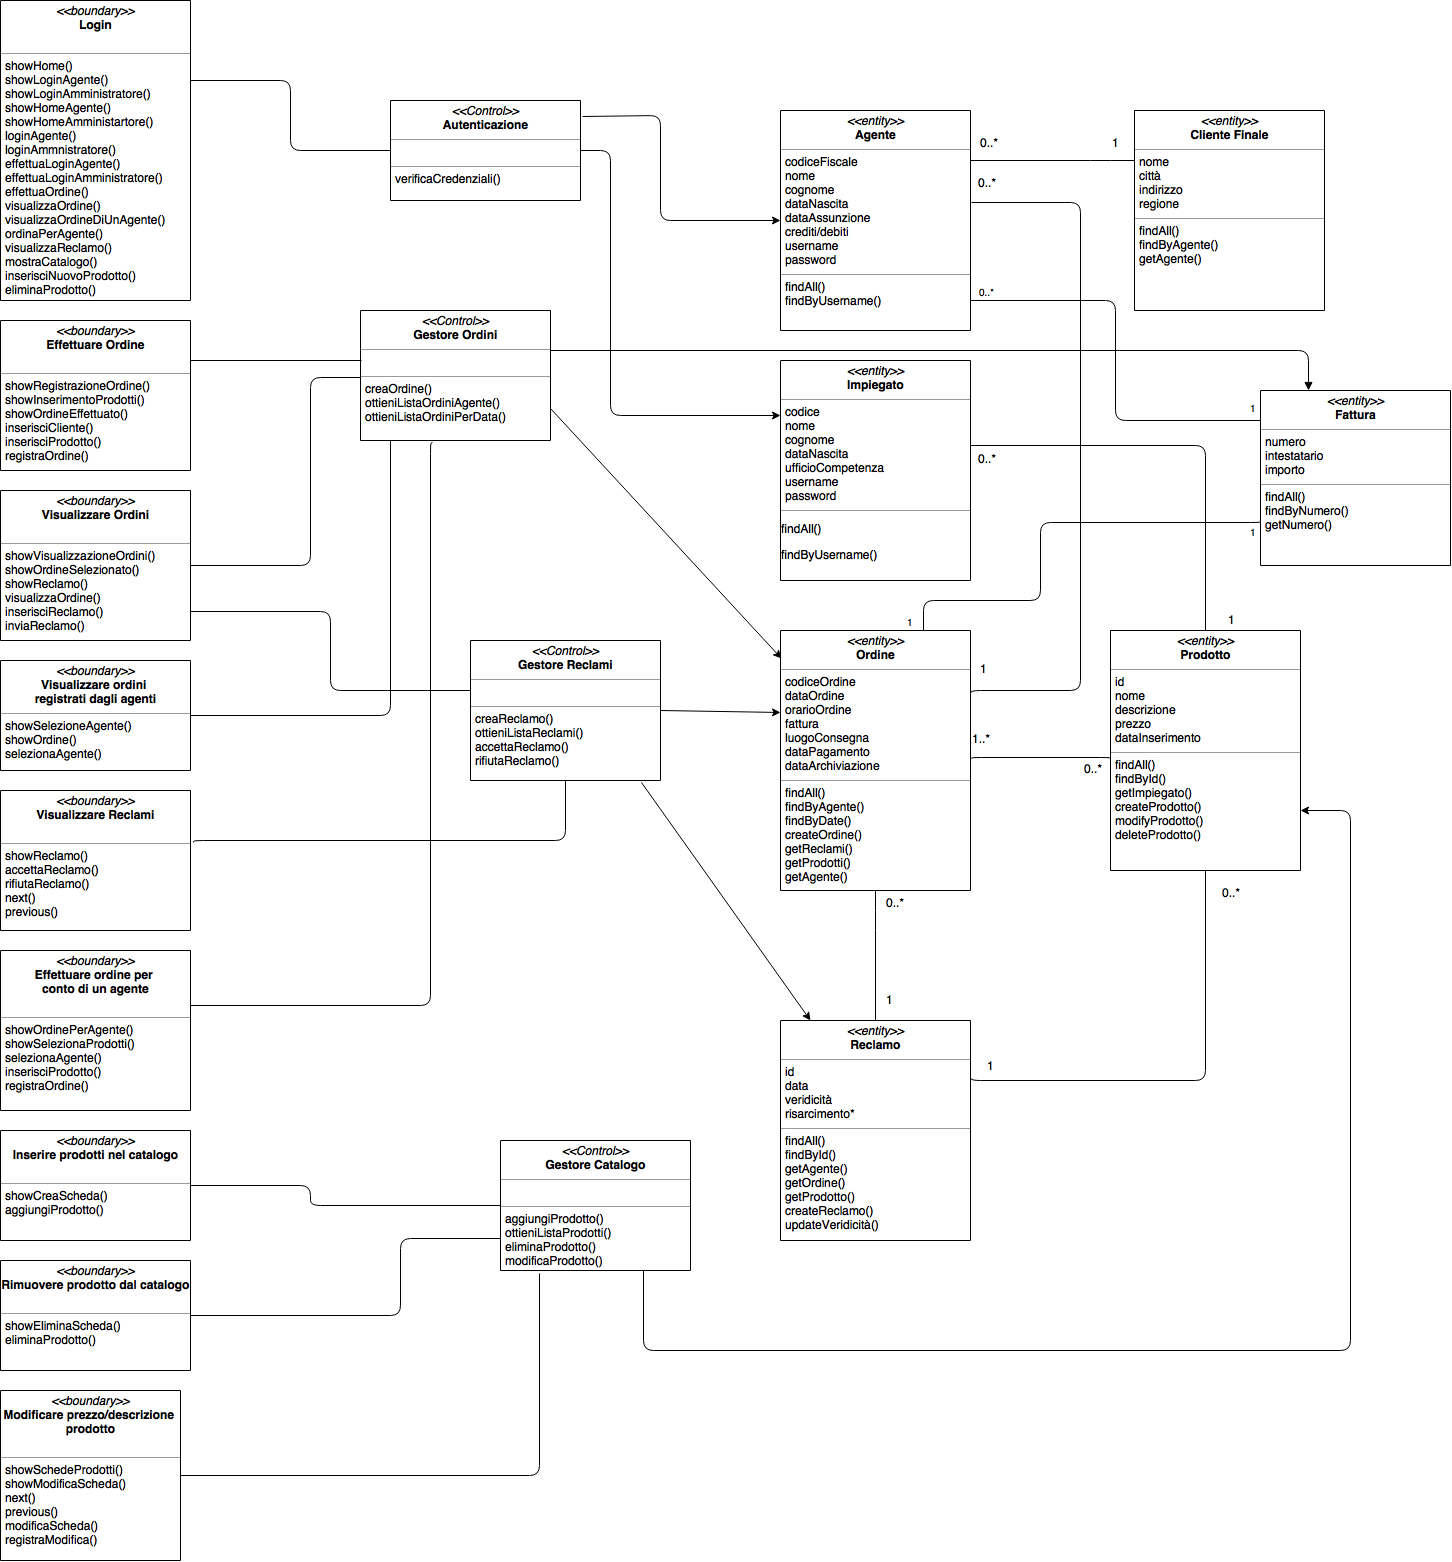 <<boundary>>
Login
showHome()
showLoginAgente()
showLoginAmministratore()
showHomeAgente()
showHomeAmministartore()
loginAgente()
loginAmmnistratore()
effettuaLoginAgente()
effettuaLoginAmministratore()
effettuaOrdine()
visualizzaOrdine()
visualizzaOrdineDiUnAgente()
ordinaPerAgente()
visualizzaReclamo()
mostraCatalogo()
inserisciNuovoProdotto()
eliminaProdotto()
<<boundary>>
Effettuare Ordine
showRegistrazioneOrdine()
showInserimentoProdotti()
showOrdineEffettuato()
inserisciCliente()
inserisciProdotto()
registraOrdine()
<<boundary>>
Visualizzare Ordini
showVisualizzazioneOrdini()
showOrdineSelezionato()
showReclamo()
visualizzaOrdine()
inserisciReclamo()
inviaReclamo()
<<boundary>>
Visualizzare ordini
registrati dagli agenti
showSelezioneAgente()
showOrdine()
selezionaAgente()
<<boundary>>
Visualizzare Reclami
showReclamo()
accettaReclamo()
rifiutaReclamo()
next()
previous()
<<boundary>>
Effettuare ordine per
conto di un agente
showOrdinePerAgente()
showSelezionaProdotti()
selezionaAgente()
inserisciProdotto()
registraOrdine()
<<boundary>>
Inserire prodotti nel catalogo
showCreaScheda()
aggiungiProdotto()
<<boundary>>
Rimuovere prodotto dal catalogo
showEliminaScheda()
eliminaProdotto()
<<boundary>>
Modificare prezzo/descrizione
prodotto
showSchedeProdotti()
showModificaScheda()
next()
previous()
modificaScheda()
registraModifica()
<<Control>>
Autenticazione
verificaCredenziali()
<<Control>>
Gestore Ordini
creaOrdine()
ottieniListaOrdiniAgente()
ottieniListaOrdiniPerData()
<<Control>>
Gestore Reclami
creaReclamo()
ottieniListaReclami()
accettaReclamo()
rifiutaReclamo()
<<Control>>
Gestore Catalogo
aggiungiProdotto()
ottieniListaProdotti()
eliminaProdotto()
modificaProdotto()
<<entity>>
Agente
codiceFiscale
nome
cognome
dataNascita
dataAssunzione
crediti/debiti
username
password
findAll()
findByUsername()
0..*
1
0..*
0..*
<<entity>>
Cliente Finale
nome
città
indirizzo
regione
findAll()
findByAgente()
getAgente()
<<entity>>
Impiegato
codice
nome
cognome
dataNascita
ufficioCompetenza
username
password
findAll()
findByUsername()
0..*
1
<<entity>>
Fattura
numero
intestatario
importo
findAll()
findByNumero()
getNumero()
1
1
1
<<entity>>
Ordine
codiceOrdine
dataOrdine
orarioOrdine
fattura
luogoConsegna
dataPagamento
dataArchiviazione
findAll()
findByAgente()
findByDate()
createOrdine()
getReclami()
getProdotti()
getAgente()
1
1..*
0..*
<<entity>>
Prodotto
id
nome
descrizione
prezzo
dataInserimento
findAll()
findById()
getImpiegato()
createProdotto()
modifyProdotto()
deleteProdotto()
0..*
0..*
1
<<entity>>
Reclamo
id
data
veridicità
risarcimento*
findAll()
findById()
getAgente()
getOrdine()
getProdotto()
createReclamo()
updateVeridicità()
1